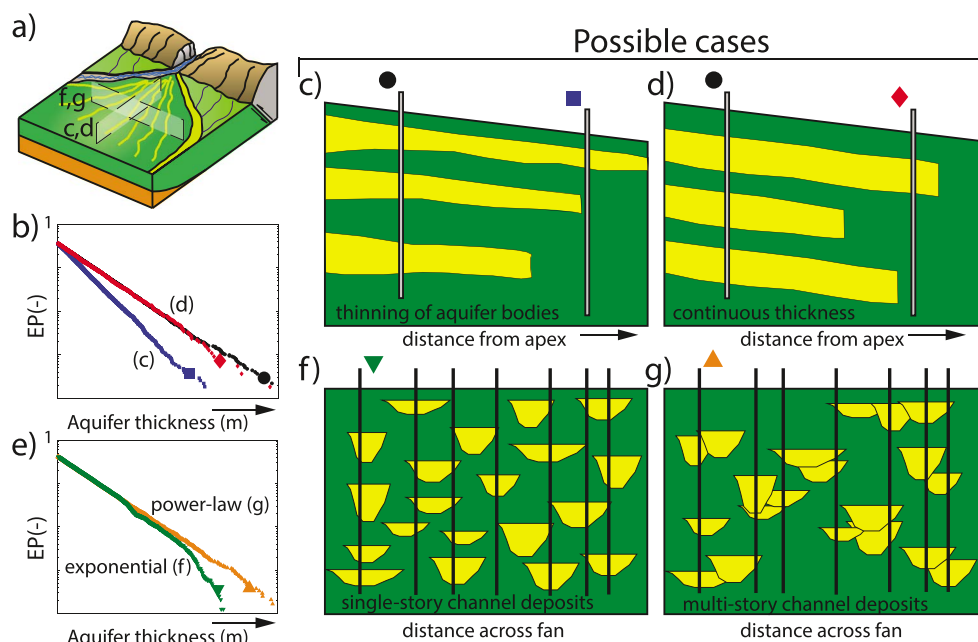 a)
f,g
c,d
Possible cases
c)
thinning of aquifer bodies
distance from apex
d)
continuous thickness
distance from apex
b)
1
EP(-)
(d)
(c)
Aquifer thickness (m)
e)
1
EP(-)
power-law (g)
exponential (f)
Aquifer thickness (m)
f)
single-story channel deposits
distance across fan
g)
multi-story channel deposits
distance across fan